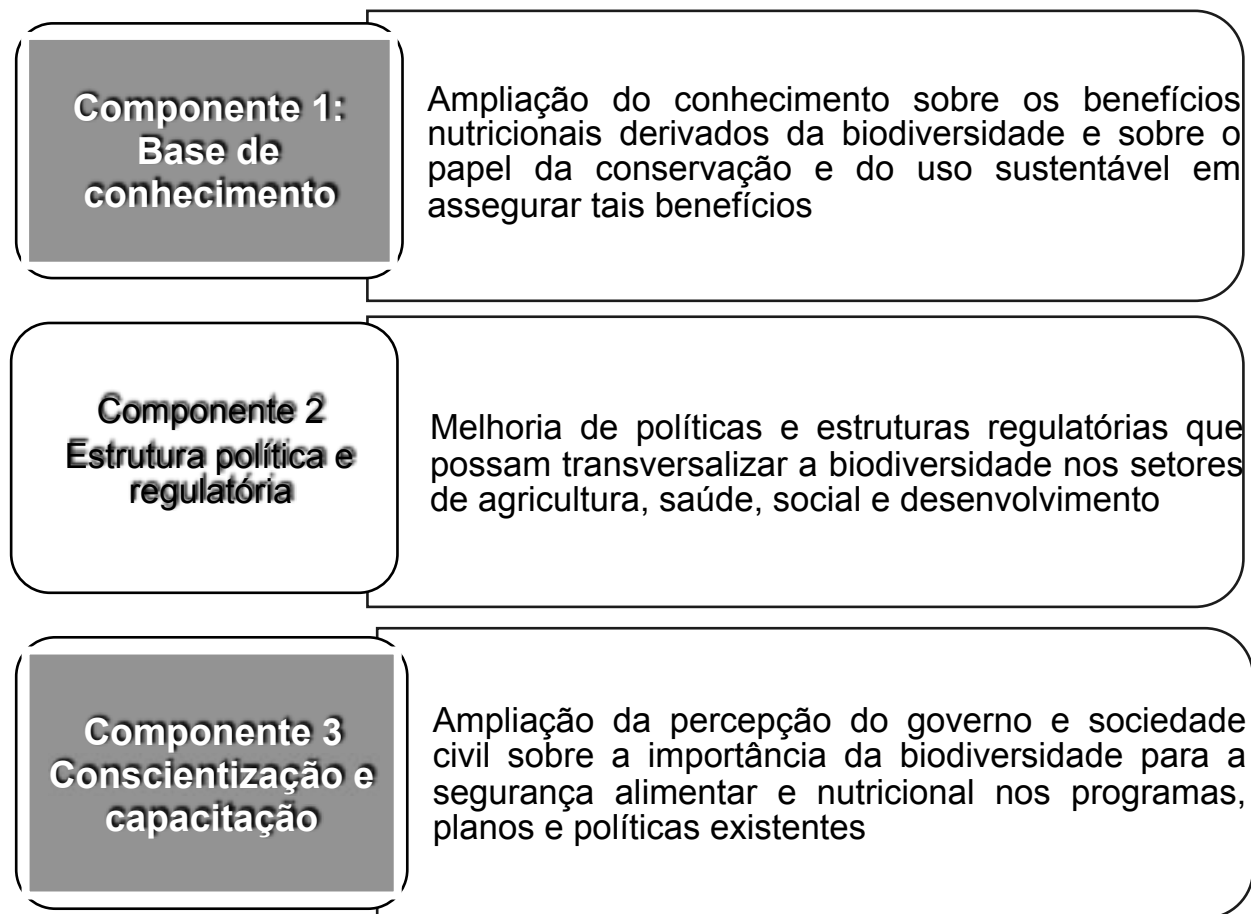 Componente 1:
Base de
conhecimento
Ampliação do conhecimento sobre os benefícios
nutricionais derivados da biodiversidade e sobre o
papel da conservação e do uso sustentável em
assegurar tais benefícios
Componente 2
Estrutura política e
regulatória
Melhoria de políticas e estruturas regulatórias que
possam transversalizar a biodiversidade nos setores
de agricultura, saúde, social e desenvolvimento
Componente 3
Conscientização e
capacitação
Ampliação da percepção do governo e sociedade
civil sobre a importância da biodiversidade para a
segurança alimentar e nutricional nos programas,
planos e políticas existentes